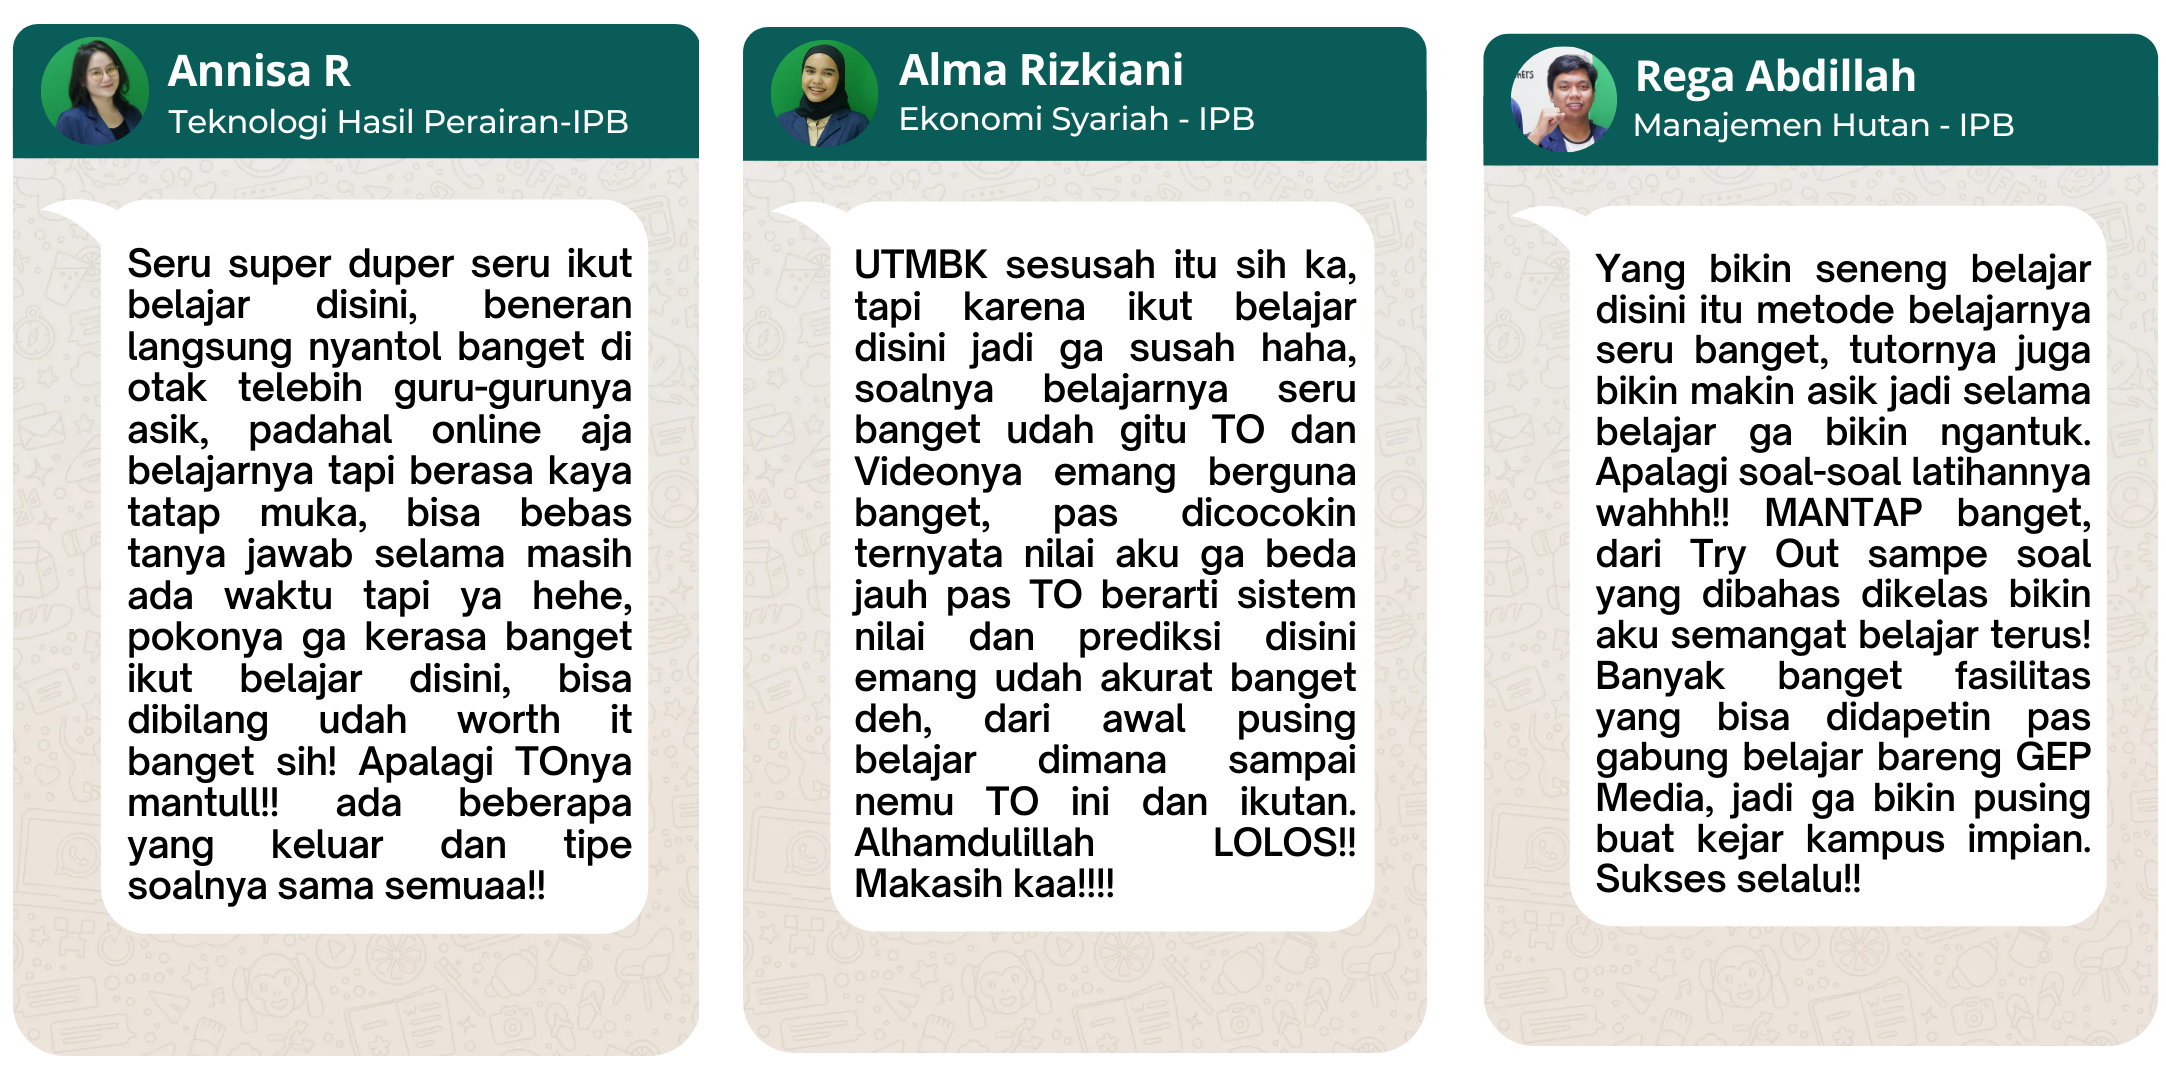 Annisa R
Teknologi Hasil Perairan-IPB
Seru super duper seru ikut
belajar disini, beneran
langsung nyantol banget di
otak telebih guru-gurunya
asik, padahal online aja
belajarnya tapi berasa kaya
tatap muka, bisa bebas
tanya jawab selama masih
ada waktu tapi ya hehe,
pokonya ga kerasa banget
ikut belajar disini, bisa
dibilang udah worth it
banget sih! Apalagi TOnya
mantull!! ada beberapa
yang keluar dan tipe
soalnya sama semuaa!!
Alma Rizkiani
Ekonomi Syariah - IPB
UTMBK sesusah itu sih ka,
tapi karena ikut belajar
disini jadi ga susah haha,
soalnya belajarnya seru
banget udah gitu TO dan
Videonya emang berguna
banget, pas dicocokin
ternyata nilai aku ga beda
jauh pas TO berarti sistem
nilai dan prediksi disini
emang udah akurat banget
deh, dari awal pusing
belajar dimana sampai
nemu TO ini dan ikutan.
Alhamdulillah LOLOS!!
Makasih kaa!!!!
Rega Abdillah
Manajemen Hutan - IPB
Yang bikin seneng belajar
disini itu metode belajarnya
seru banget, tutornya juga
bikin makin asik jadi selama
belajar ga bikin ngantuk.
Apalagi soal-soal latihannya
wahhh!! MANTAP banget,
dari Try Out sampe soal
yang dibahas dikelas bikin
aku semangat belajar terus!
Banyak banget fasilitas
yang bisa didapetin pas
gabung belajar bareng GEP
Media, jadi ga bikin pusing
buat kejar kampus impian.
Sukses selalu!!